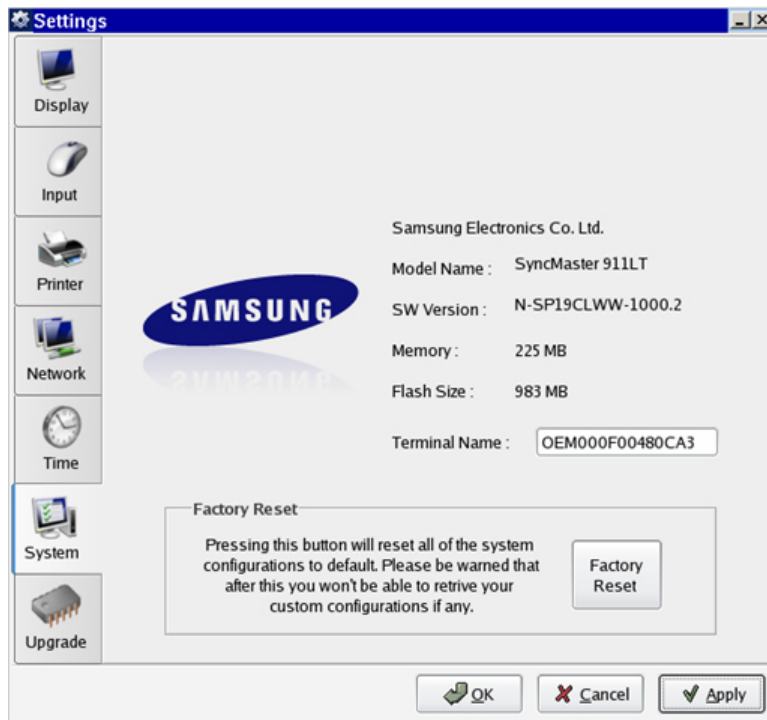 Settings
Display
Input
Printer
Network
Time
System
Upgrade
SAMSUNG
Samsung Electronics Co. Ltd.
Model Name : SyncMaster 911LT
SW Version : N-SP19CLWW-1000.2
Memory : 225 MB
Flash Size : 983 MB
Terminal Name : OEM000F00480CA3
Factory Reset
Pressing this button will reset all of the system
configurations to default. Please be warned that
after this you won't be able to retrive your
custom configurations if any.
Factory
Reset
OK
Cancel
Apply